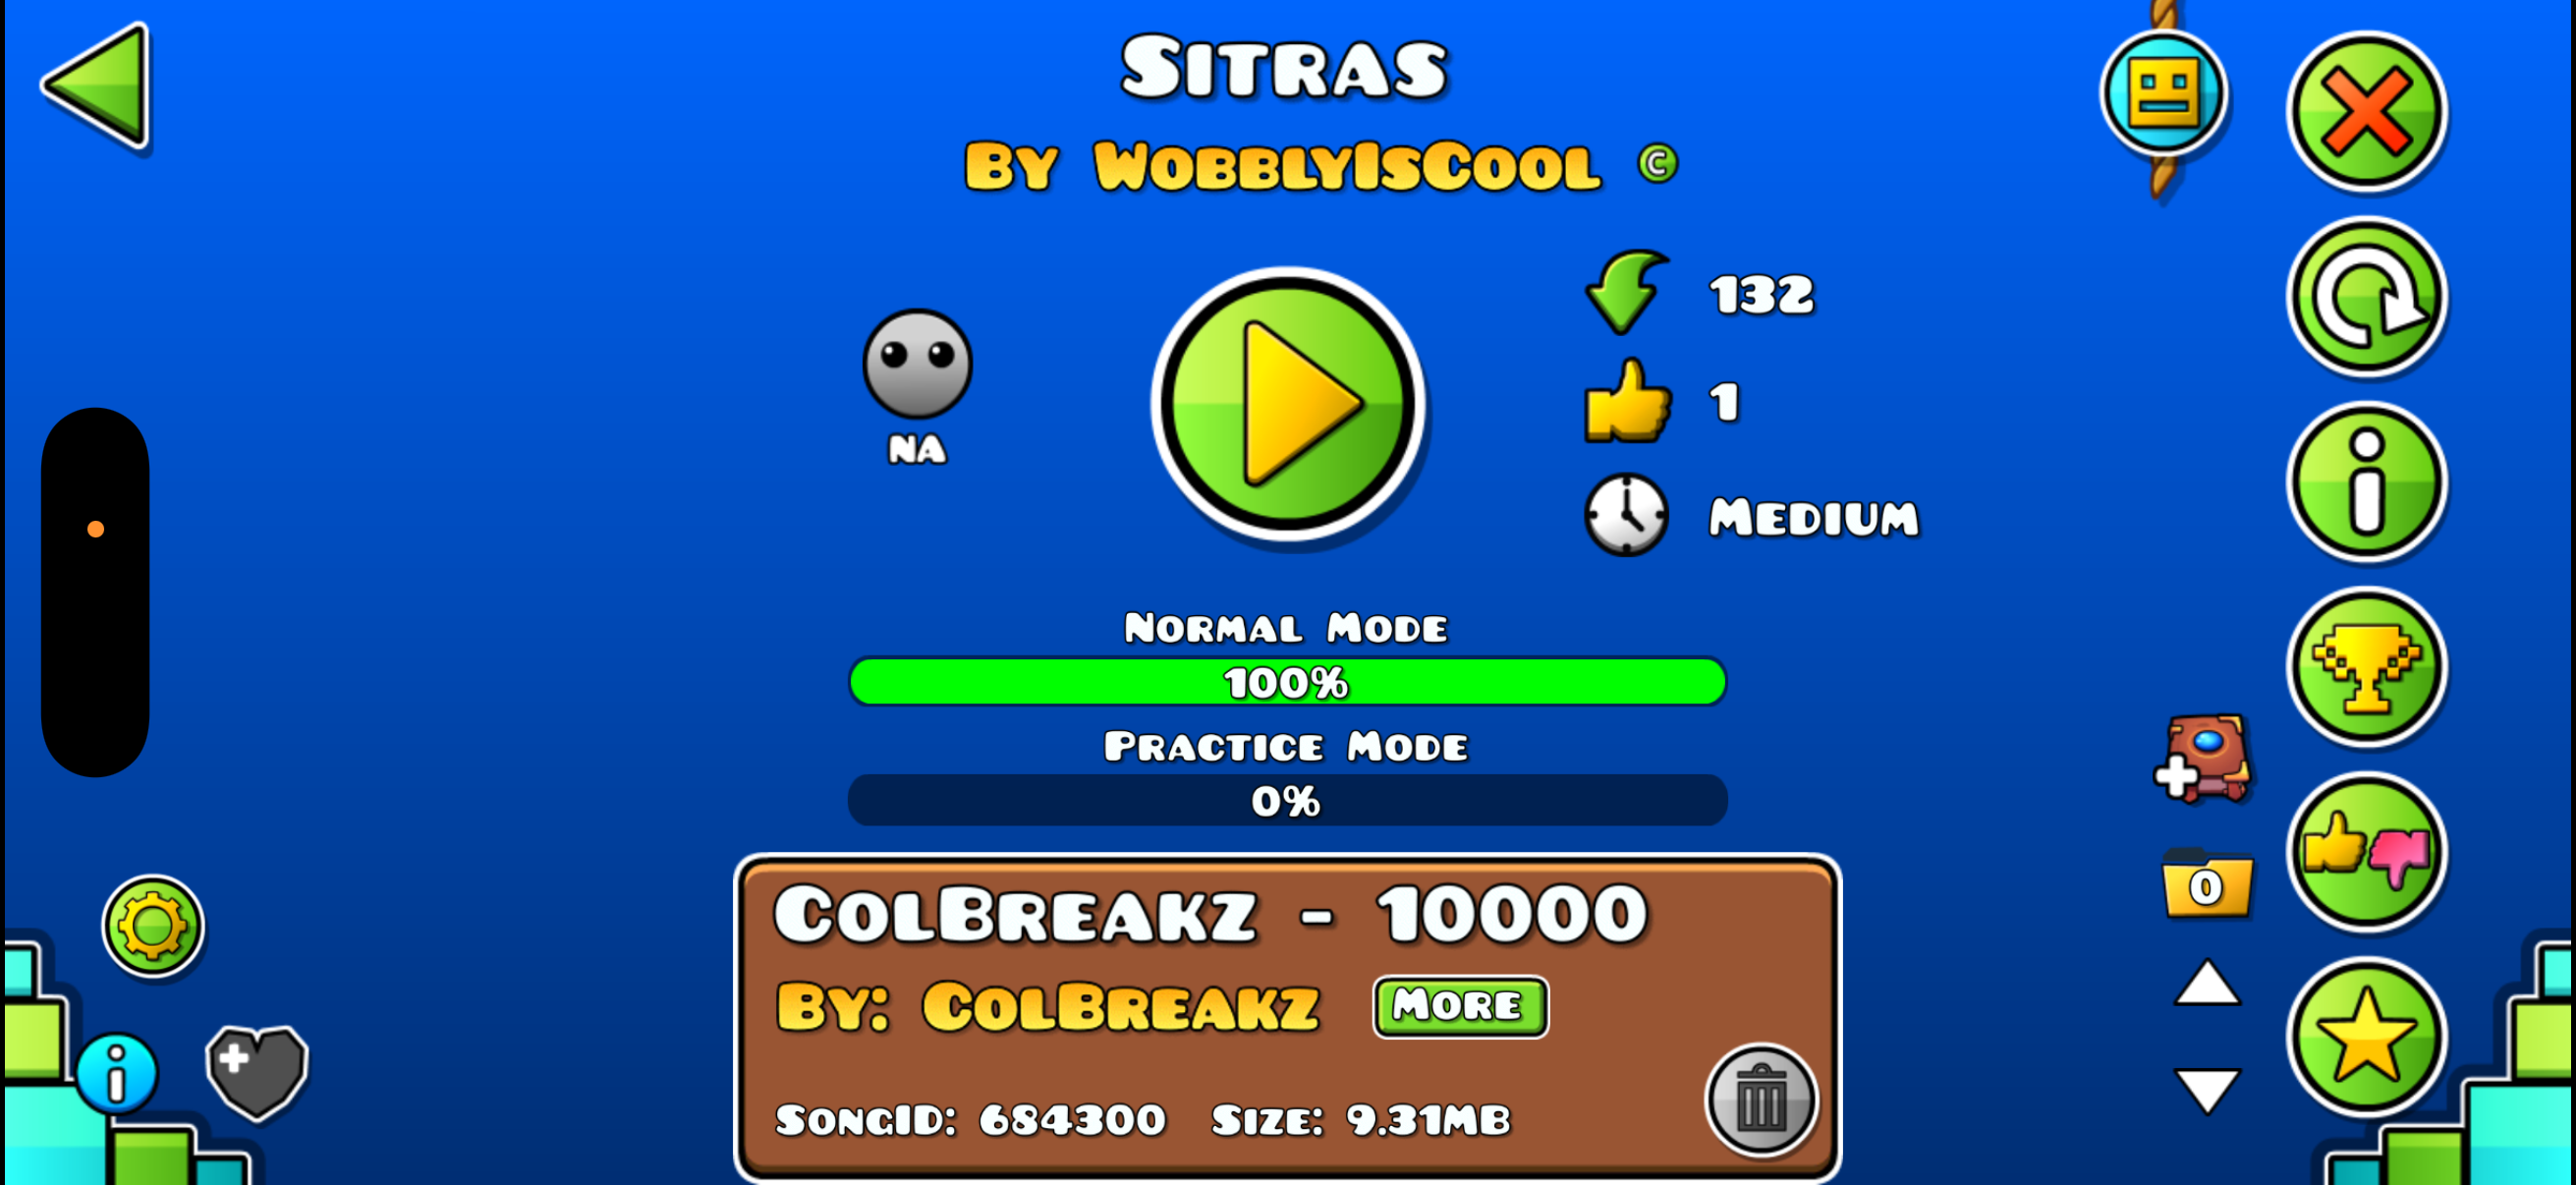 Sitras
By WobblyIsCool
C
132
NA
1
Medium
Normal Mode
100%
Practice Mode
0%
ColBreakz - 10000
By: ColBreakz
More
SongID: 684300 Size: 9.31MB
0